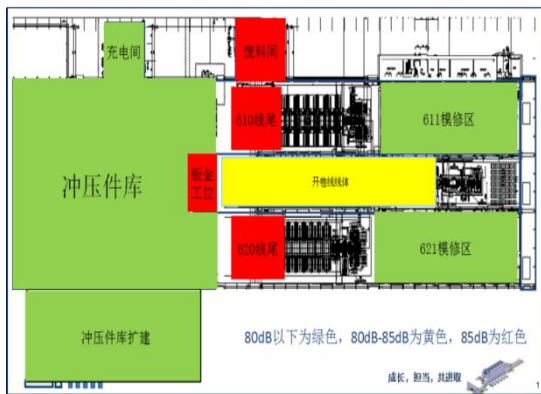 充电间
废料间
610线尾
611模修区
冲压件库
钣金
工位
开卷线线体
620线尾
621模修区
冲压件库扩建
80dB以下为绿色，80dB-85dB为黄色，85dB为红色
成长，担当，共进取
1